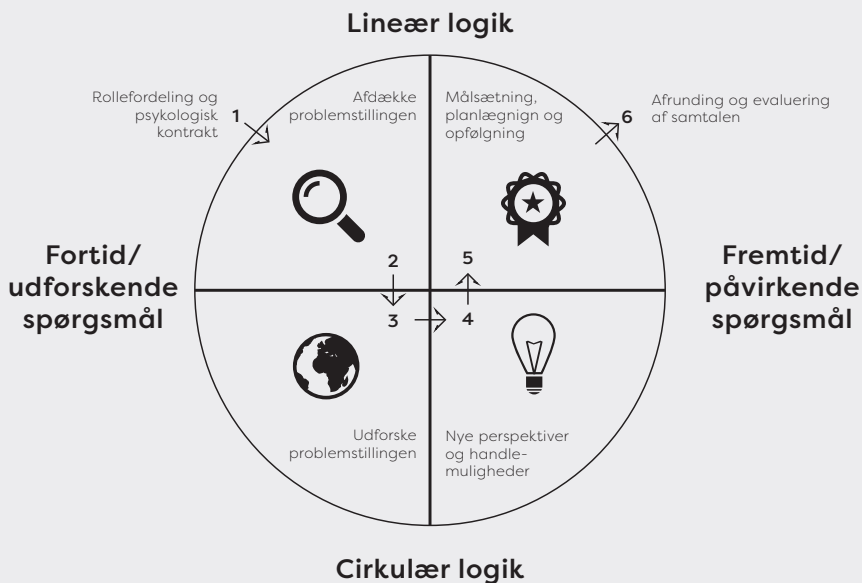 Lineær logik
Rollefordeling og
psykologisk
kontrakt
1
Afdække
problemstillingen
Målsætning,
planlægnign og
opfølgning
6
Afrunding og evaluering
af samtalen
Fortid/
udforskende
spørgsmål
2
5
3
4
Fremtid/
påvirkende
spørgsmål
Udforske
problemstillingen
Nye perspektiver
og handle-
muligheder
Cirkulær logik